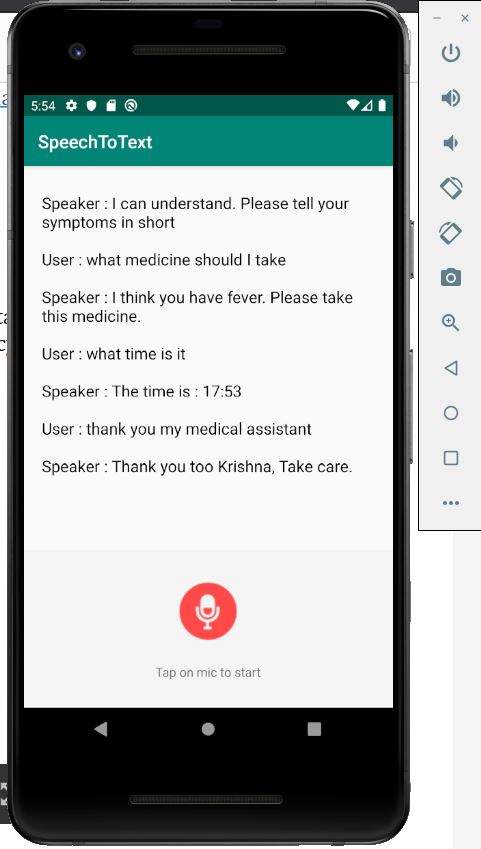 5:54
SpeechToText
Speaker : I can understand. Please tell your
symptoms in short
User : what medicine should I take
Speaker : I think you have fever. Please take
this medicine.
User : what time is it
Speaker : The time is : 17:53
User : thank you my medical assistant
Speaker : Thank you too Krishna, Take care.
Tap on mic to start